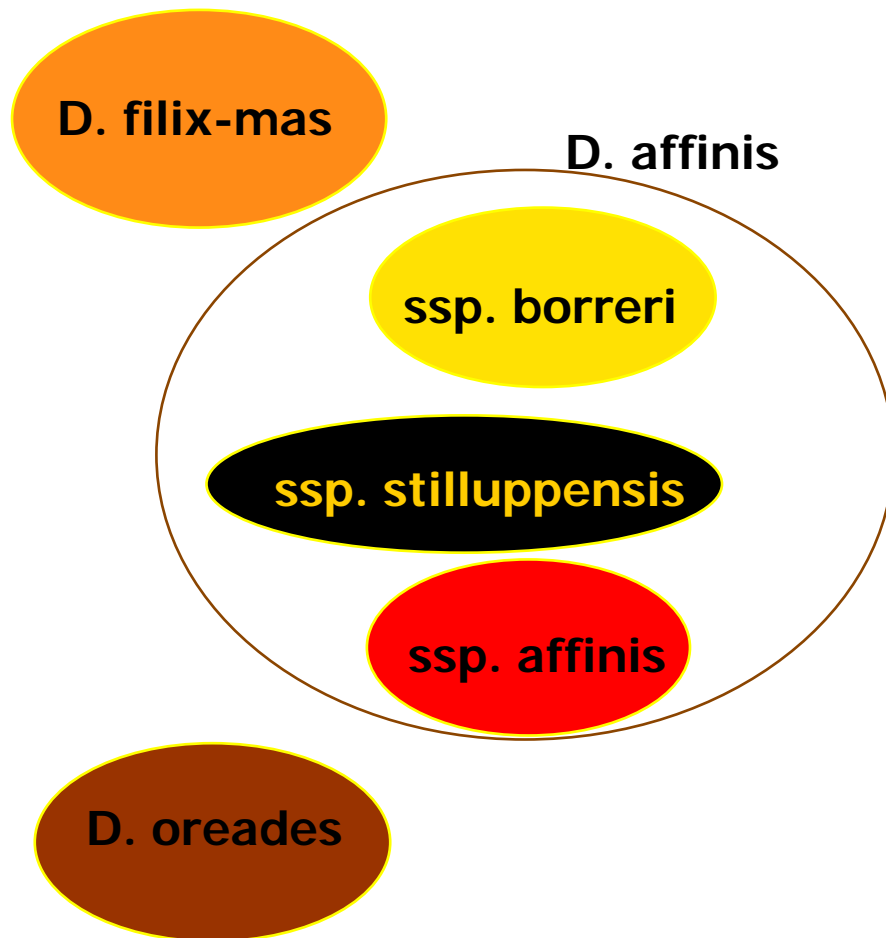 D. filix-mas
D. affinis
ssp. borreri
ssp. stilluppensis
ssp. affinis
D. oreades